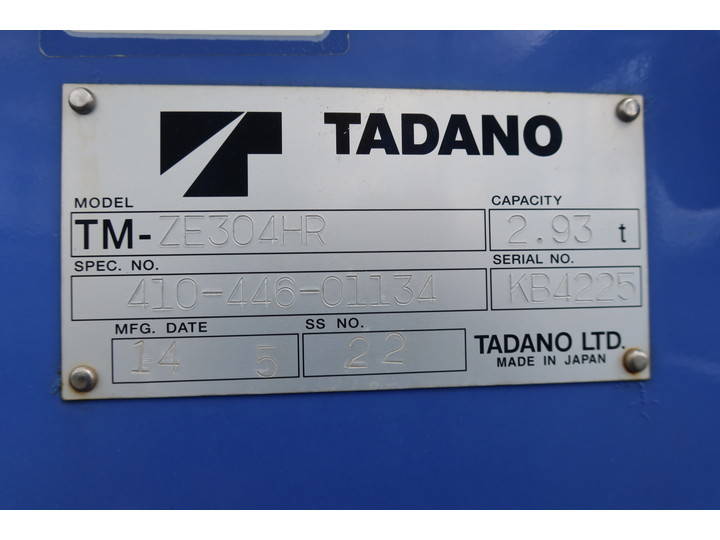 TADANO
MODEL
TM-ZE304HR
CAPACITY
2.93 t
SPEC. NO.
410-446-01134
SERIAL NO.
KB4225
MFG. DATE
14 5
SS NO.
22
TADANO LTD.
MADE IN JAPAN